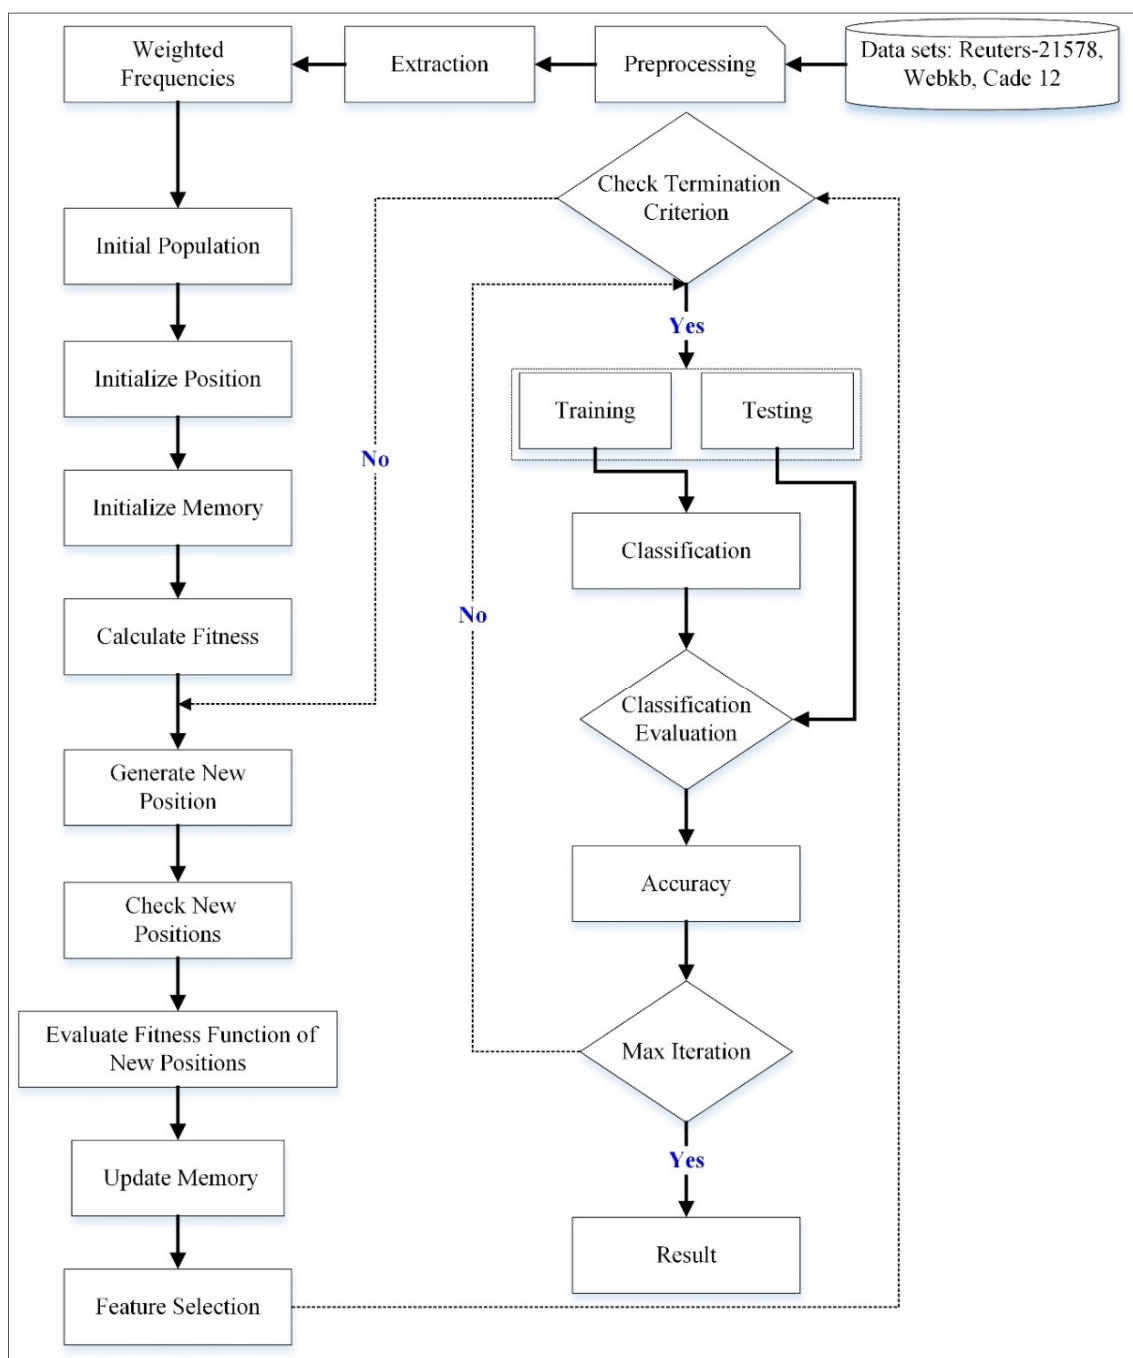 Weighted
Frequencies
Extraction
Preprocessing
Data sets: Reuters-21578,
Webkb, Cade 12
Check Termination
Criterion
Initial Population
Yes
Initialize Position
Training
Testing
No
Initialize Memory
Classification
No
Calculate Fitness
Classification
Evaluation
Generate New
Position
Check New
Positions
Accuracy
Evaluate Fitness Function of
New Positions
Max Iteration
Update Memory
Yes
Result
Feature Selection